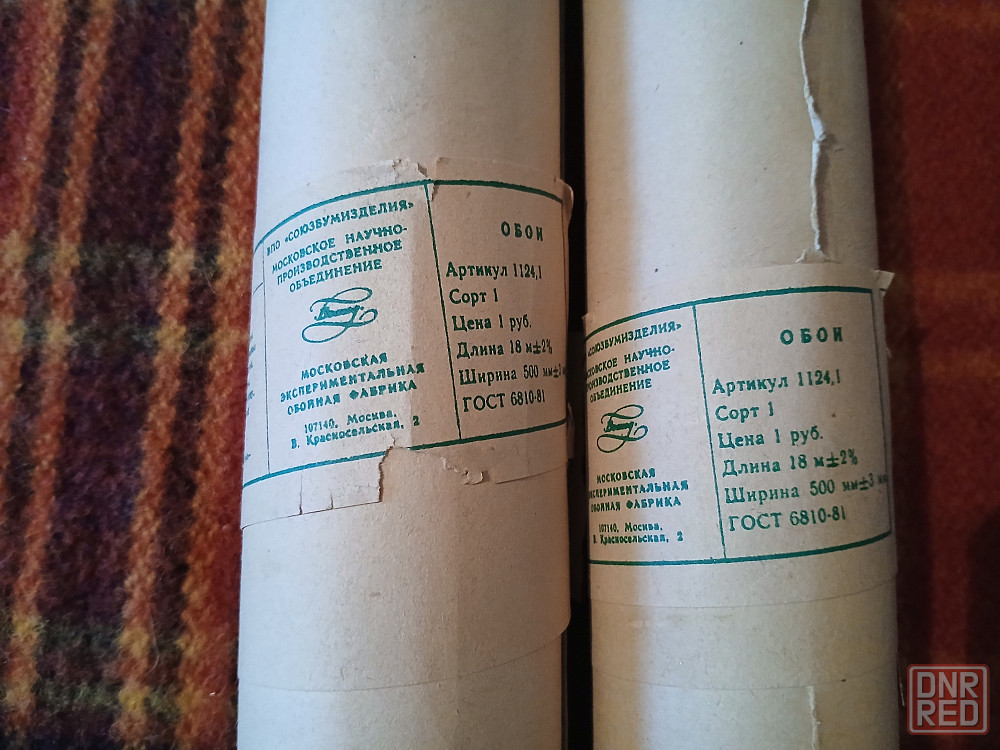 ВПО «СОЮЗБУМИЗДЕЛИЯ»
МОСКОВСКОЕ НАУЧНО-
ПРОИЗВОДСТВЕННОЕ
ОБЪЕДИНЕНИЕ
МОСКОВСКАЯ
ЭКСПЕРИМЕНТАЛЬНАЯ
ОБОЙНАЯ ФАБРИКА
107140, Москва,
В. Красносельская, 2
ОБОИ
Артикул 1124,1
Сорт 1
Цена 1 руб.
Длина 18 м±2%
Ширина 500 мм±
ГОСТ 6810-81
СОЮЗБУМИЗДЕЛИЯ»
МОСКОВСКОЕ НАУЧНО-
ПРОИЗВОДСТВЕННОЕ
ОБЪЕДИНЕНИЕ
МОСКОВСКАЯ
ЭКСПЕРИМЕНТАЛЬНАЯ
ОБОЙНАЯ ФАБРИКА
107140, Москва,
В. Красносельская, 2
ОБОИ
Артикул 1124,1
Сорт 1
Цена 1 руб.
Длина 18 м±2%
Ширина 500 мм±3
ГОСТ 6810-81
DNR
RED